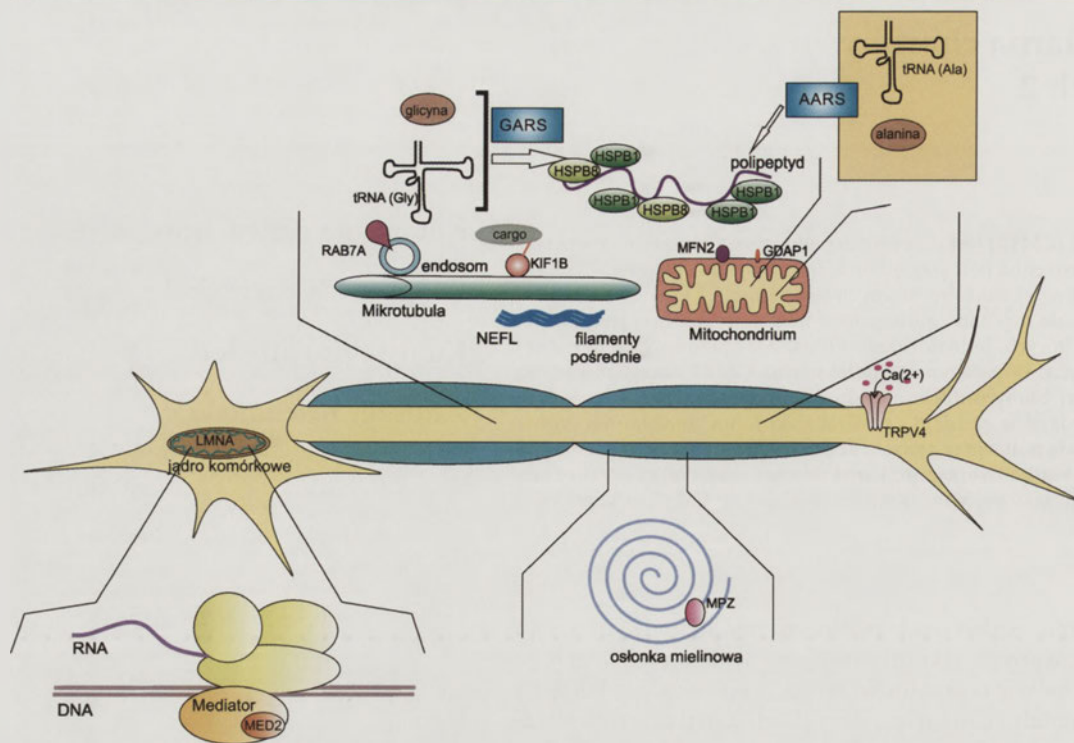 tRNA (Ala)
AARS
alanina
glicyna
GARS
tRNA (Gly)
HSPB1
HSPB8
polipeptyd
HSPB1
HSPB8
HSPB1
HSPB1
RAB7A
endosom
cargo
KIF1B
Mikrotubula
MFN2
GDAP1
Mitochondrium
NEFL
filamenty
pośrednie
Ca(2+)
TRPV4
LMNA
jądro komórkowe
MPZ
osłonka mielinowa
RNA
DNA
Mediator
MED2